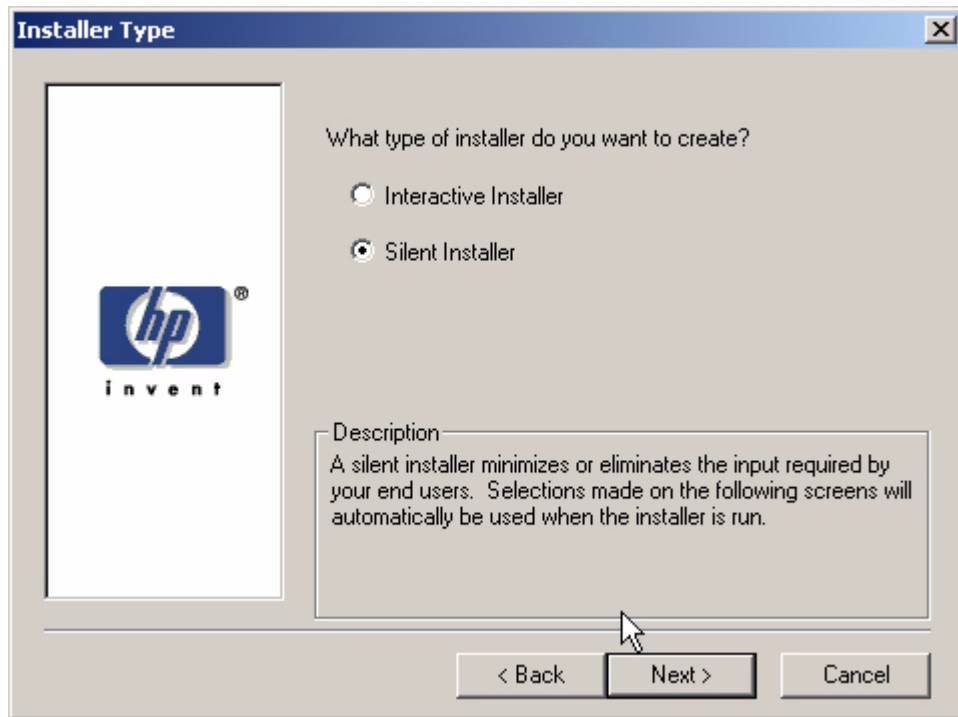 Installer Type
What type of installer do you want to create?
Interactive Installer
Silent Installer
hp
®
invent
Description
A silent installer minimizes or eliminates the input required by
your end users.  Selections made on the following screens will
automatically be used when the installer is run.
< Back
Next >
Cancel